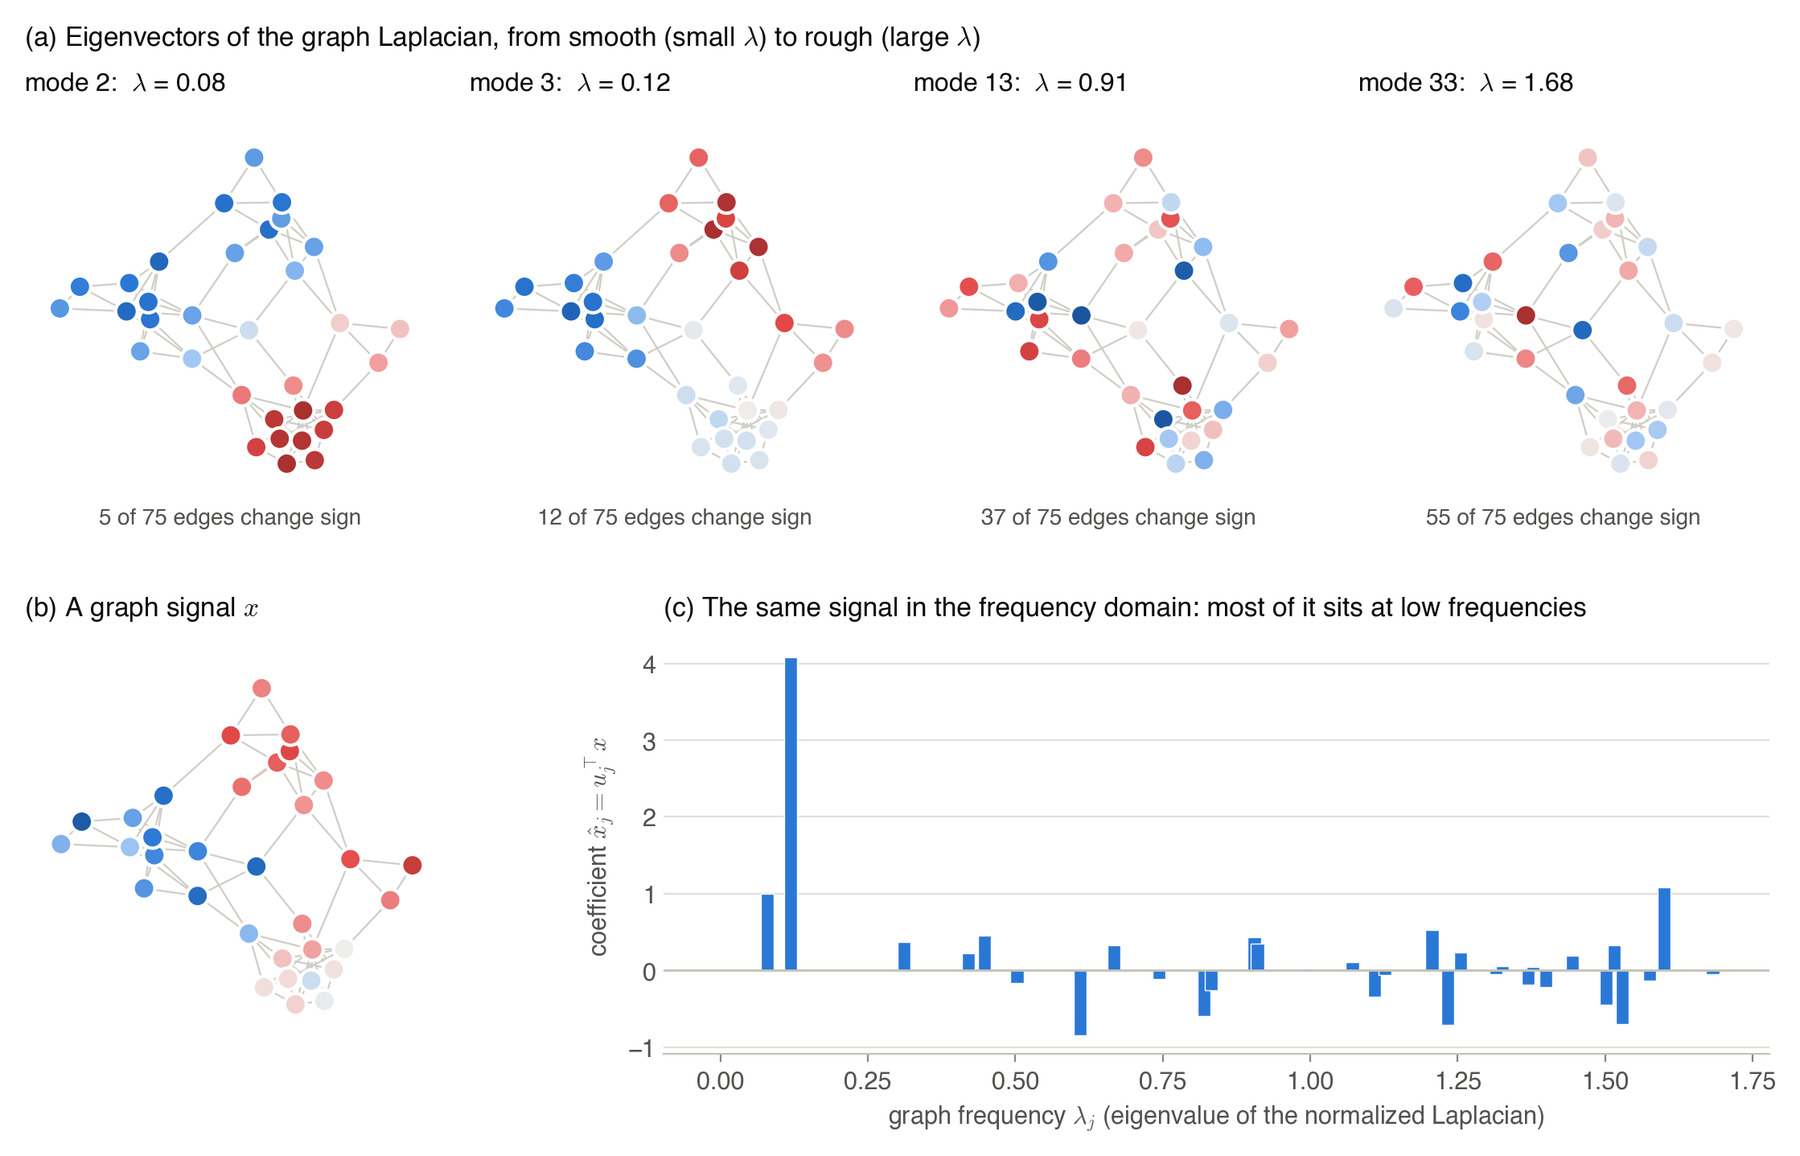 (a) Eigenvectors of the graph Laplacian, from smooth (small λ) to rough (large λ)
mode 2: λ = 0.08
mode 3: λ = 0.12
mode 13: λ = 0.91
mode 33: λ = 1.68
5 of 75 edges change sign
12 of 75 edges change sign
37 of 75 edges change sign
55 of 75 edges change sign
(b) A graph signal x
(c) The same signal in the frequency domain: most of it sits at low frequencies
coefficient x̂ⱼ = uⱼ⊤ x
4
3
2
1
0
−1
0.00 0.25 0.50 0.75 1.00 1.25 1.50 1.75
graph frequency λⱼ (eigenvalue of the normalized Laplacian)